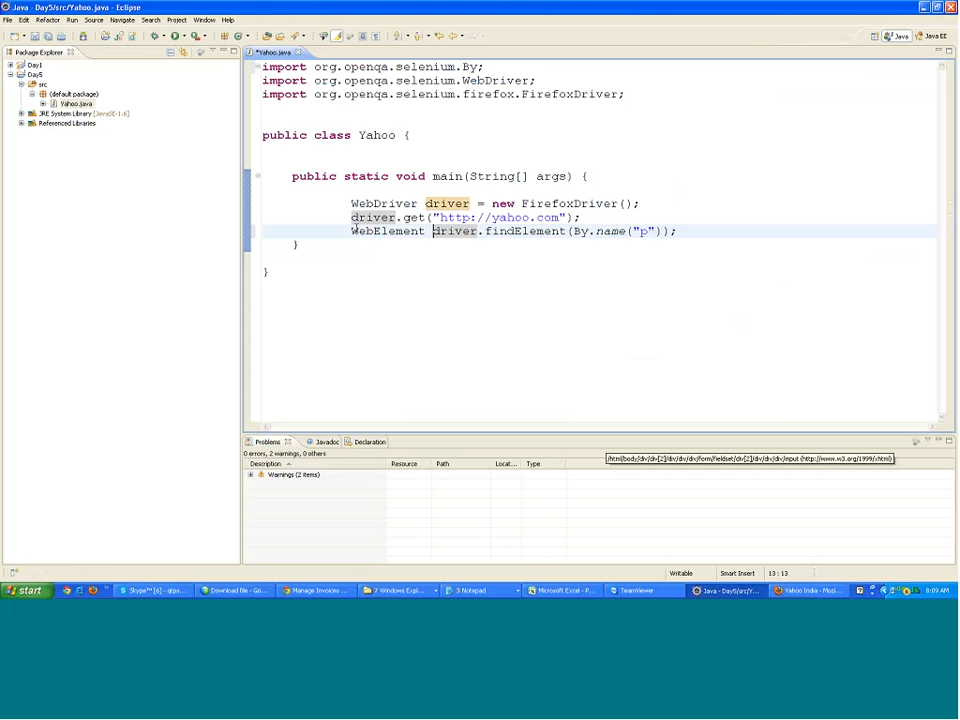 Java - Day5/src/Yahoo.java - Eclipse
File Edit Refactor Run Source Navigate Search Project Window Help
Java Java EE
Package Explorer
*Yahoo.java
Day1
Day5
src
(default package)
Yahoo.java
JRE System Library [JavaSE-1.6]
Referenced Libraries
import org.openqa.selenium.By;
import org.openqa.selenium.WebDriver;
import org.openqa.selenium.firefox.FirefoxDriver;
public class Yahoo {
public static void main(String[] args) {
WebDriver driver = new FirefoxDriver();
driver.get("http://yahoo.com");
WebElement driver.findElement(By.name("p"));
}
}
Problems Javadoc Declaration
0 errors, 2 warnings, 0 others
Description Resource Path Locat... Type
Warnings (2 items)
/html/body/div/div[2]/div/div/div/form/fieldset/div[2]/div/div/div/input (http://www.w3.org/1999/xhtml)
Writable Smart Insert 13 : 13
start Skype™ [6] - qtps... Download file - Go... Manage Invoices ... 7 Windows Expl... 3 Notepad Microsoft Excel - P... TeamViewer Java - Day5/src/Y... Yahoo India - Mozi... 8:09 AM